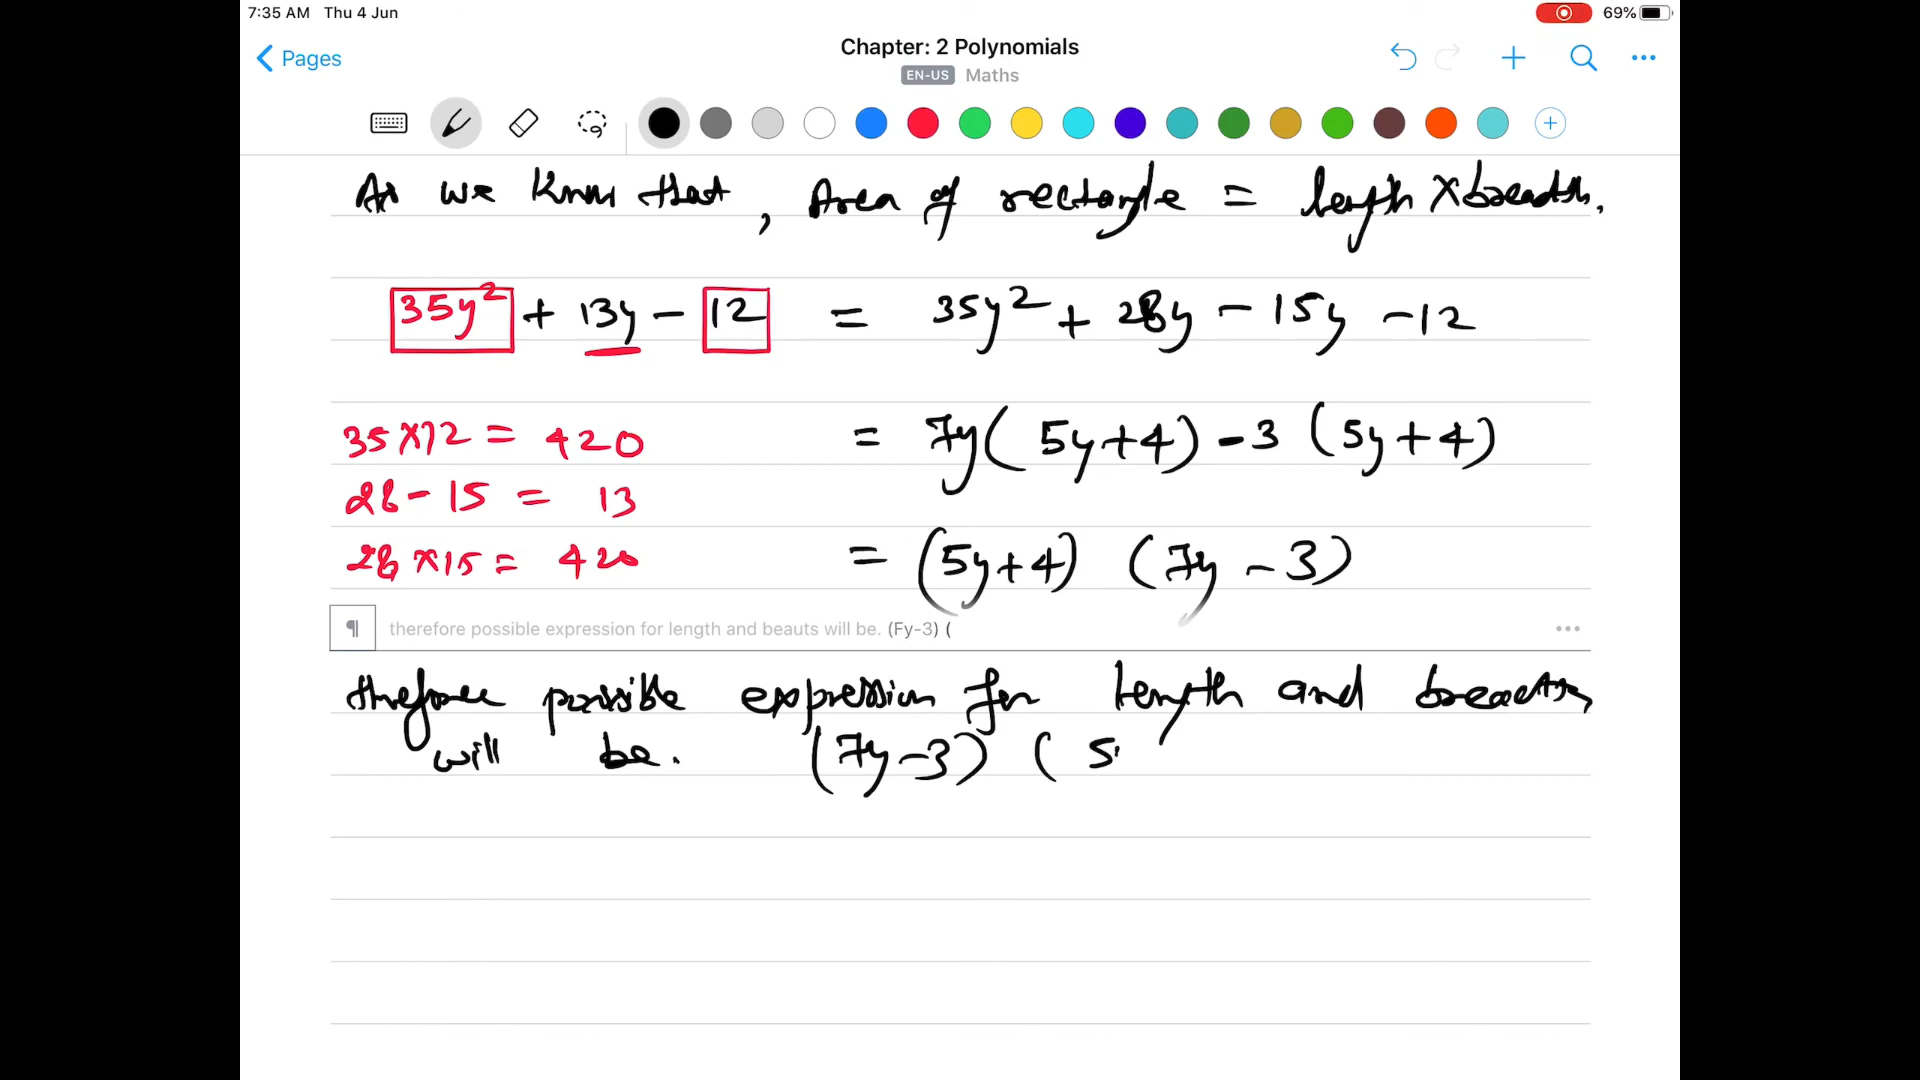 7:35 AM Thu 4 Jun 69%
Pages
Chapter: 2 Polynomials
EN-US Maths
As we know that, Area of rectangle = length × breadth.
35y² + 13y - 12 = 35y² + 28y - 15y - 12
35×12 = 420
= 7y(5y+4) - 3(5y+4)
28 - 15 = 13
28×15 = 420
= (5y+4) (7y - 3)
¶ therefore possible expression for length and beauts will be. (Fy-3) (
therefore possible expression for length and breadth
will be. (7y-3) ( 5